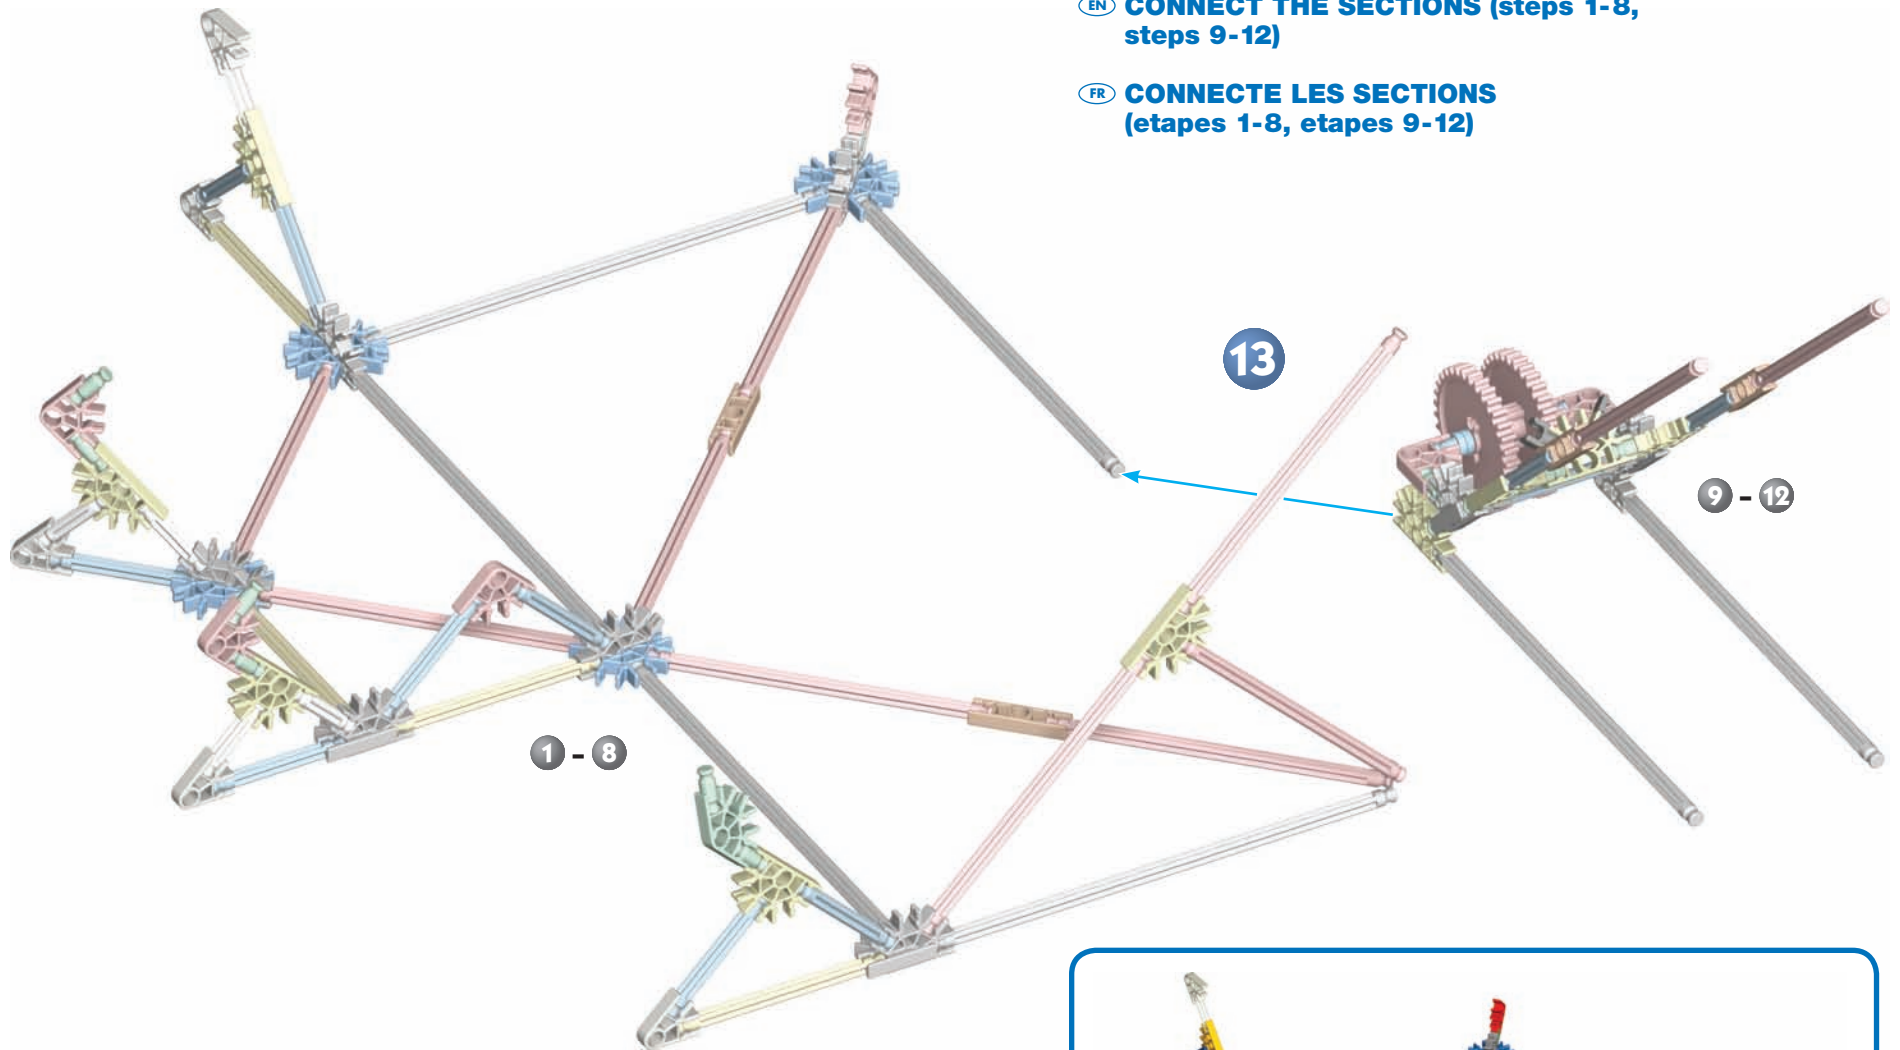 EN CONNECT THE SECTIONS (steps 1-8,
steps 9-12)
FR CONNECTE LES SECTIONS
(etapes 1-8, etapes 9-12)
13
9 - 12
1 - 8